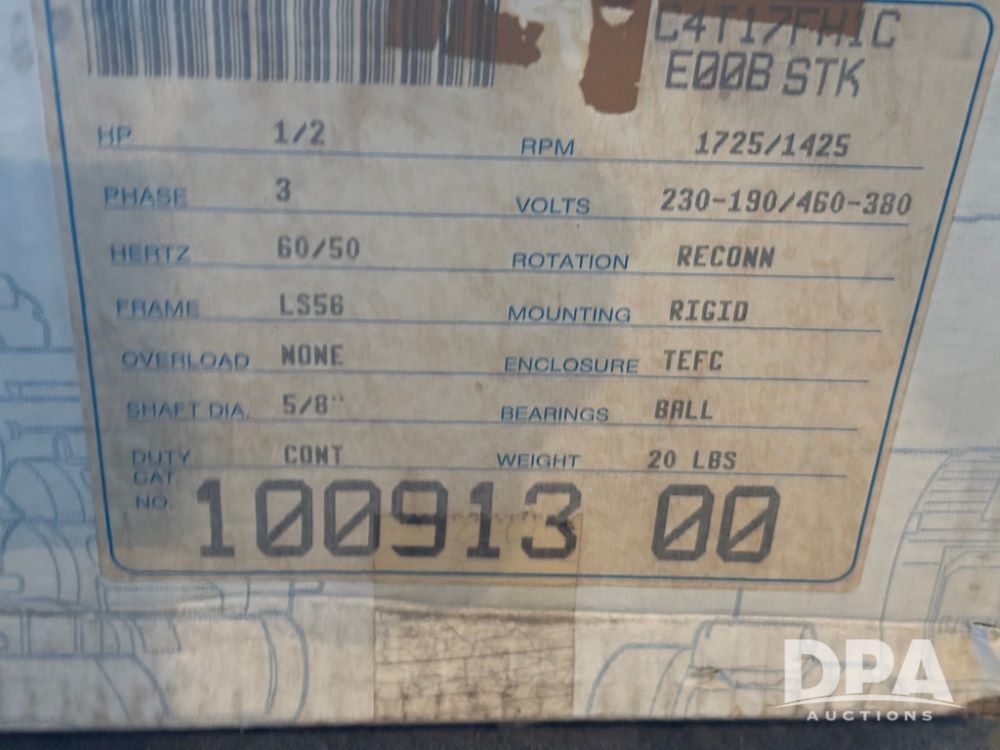 C4T17FH1C
E00B STK
HP 1/2 RPM 1725/1425
PHASE 3 VOLTS 230-190/460-380
HERTZ 60/50 ROTATION RECONN
FRAME LS56 MOUNTING RIGID
OVERLOAD NONE ENCLOSURE TEFC
SHAFT DIA. 5/8" BEARINGS BALL
DUTY CONT WEIGHT 20 LBS
CAT.
NO. 100913 00
DPA
AUCTIONS